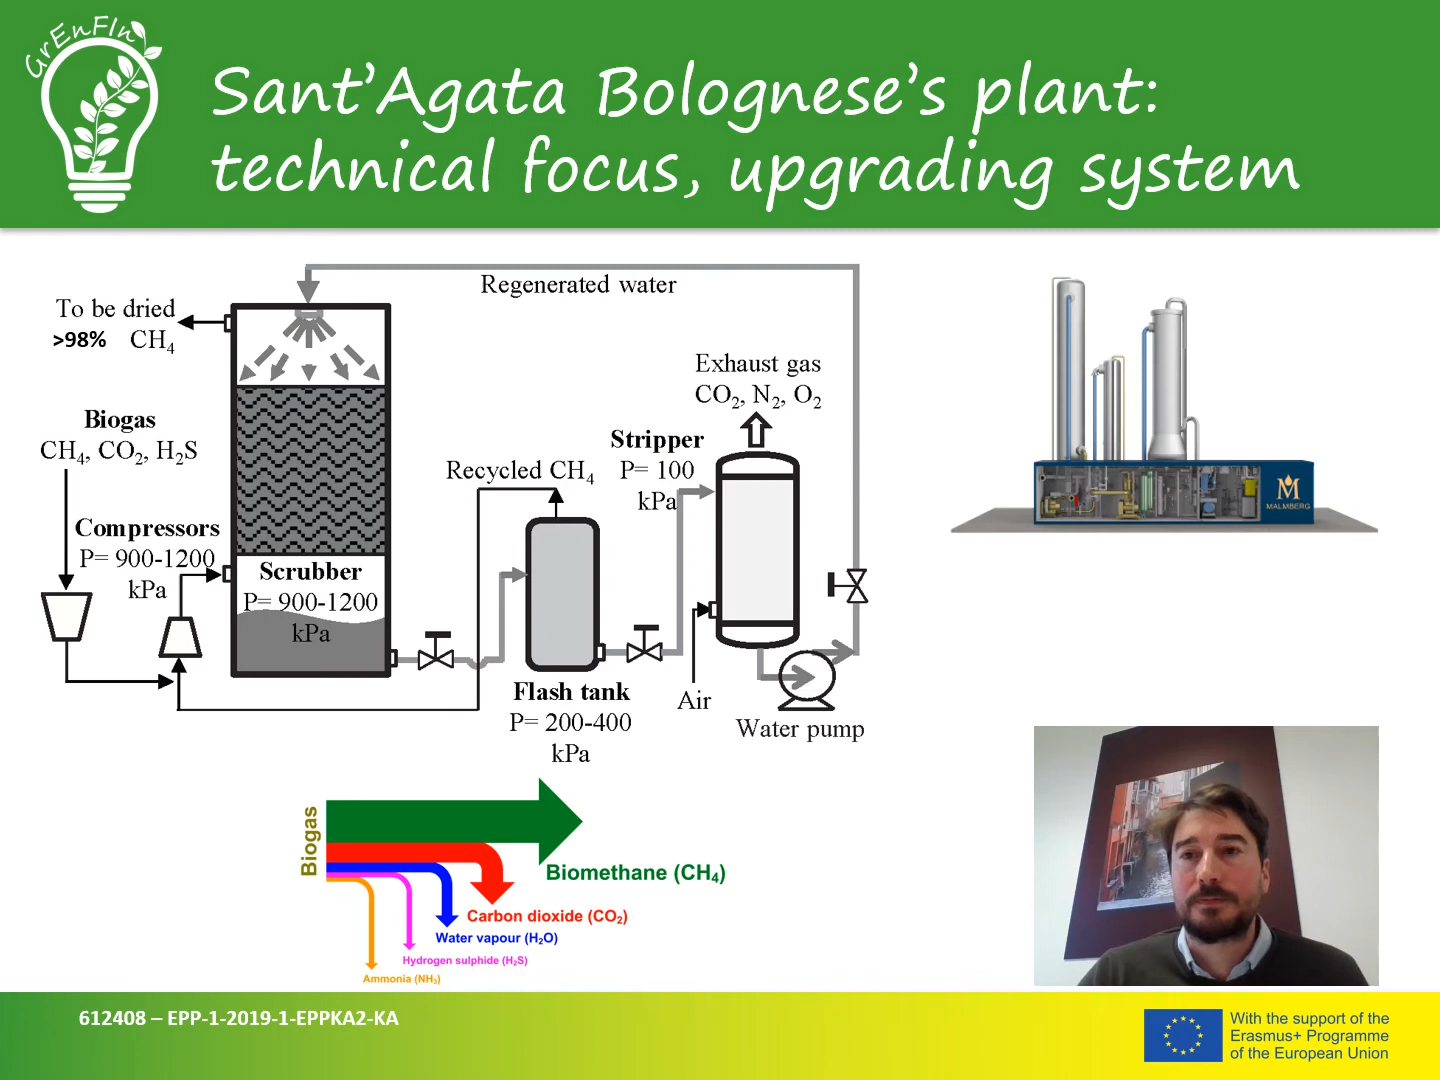 GrEnFIn
Sant'Agata Bolognese's plant:
technical focus, upgrading system
Regenerated water
To be dried
>98% CH₄
Exhaust gas
CO₂, N₂, O₂
Biogas
CH₄, CO₂, H₂S
Stripper
P= 100
kPa
Recycled CH₄
Compressors
P= 900-1200
kPa
Scrubber
P= 900-1200
kPa
Flash tank
P= 200-400
kPa
Air
Water pump
M
MALMBERG
Biogas
Biomethane (CH₄)
Carbon dioxide (CO₂)
Water vapour (H₂O)
Hydrogen sulphide (H₂S)
Ammonia (NH₃)
612408 – EPP-1-2019-1-EPPKA2-KA
With the support of the
Erasmus+ Programme
of the European Union